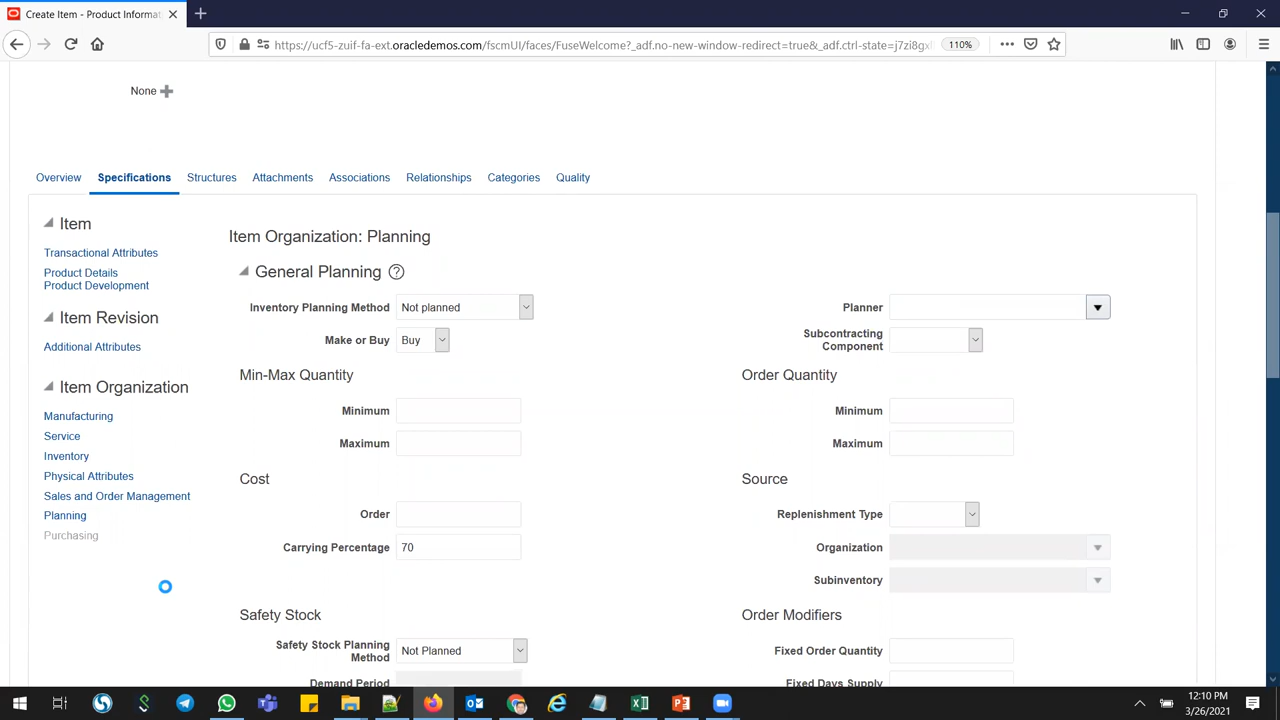 Create Item - Product Informat
https://ucf5-zuif-fa-ext.oracledemos.com/fscmUI/faces/FuseWelcome?_adf.no-new-window-redirect=true&_adf.ctrl-state=j7zi8gx
110%
None
Overview Specifications Structures Attachments Associations Relationships Categories Quality
Item
Transactional Attributes
Product Details
Product Development
Item Revision
Additional Attributes
Item Organization
Manufacturing
Service
Inventory
Physical Attributes
Sales and Order Management
Planning
Purchasing
Item Organization: Planning
General Planning ?
Inventory Planning Method Not planned
Planner
Make or Buy Buy
Subcontracting Component
Min-Max Quantity
Minimum
Maximum
Order Quantity
Minimum
Maximum
Cost
Order
Carrying Percentage 70
Source
Replenishment Type
Organization
Subinventory
Safety Stock
Safety Stock Planning Method Not Planned
Demand Period
Order Modifiers
Fixed Order Quantity
Fixed Days Supply
12:10 PM
3/26/2021